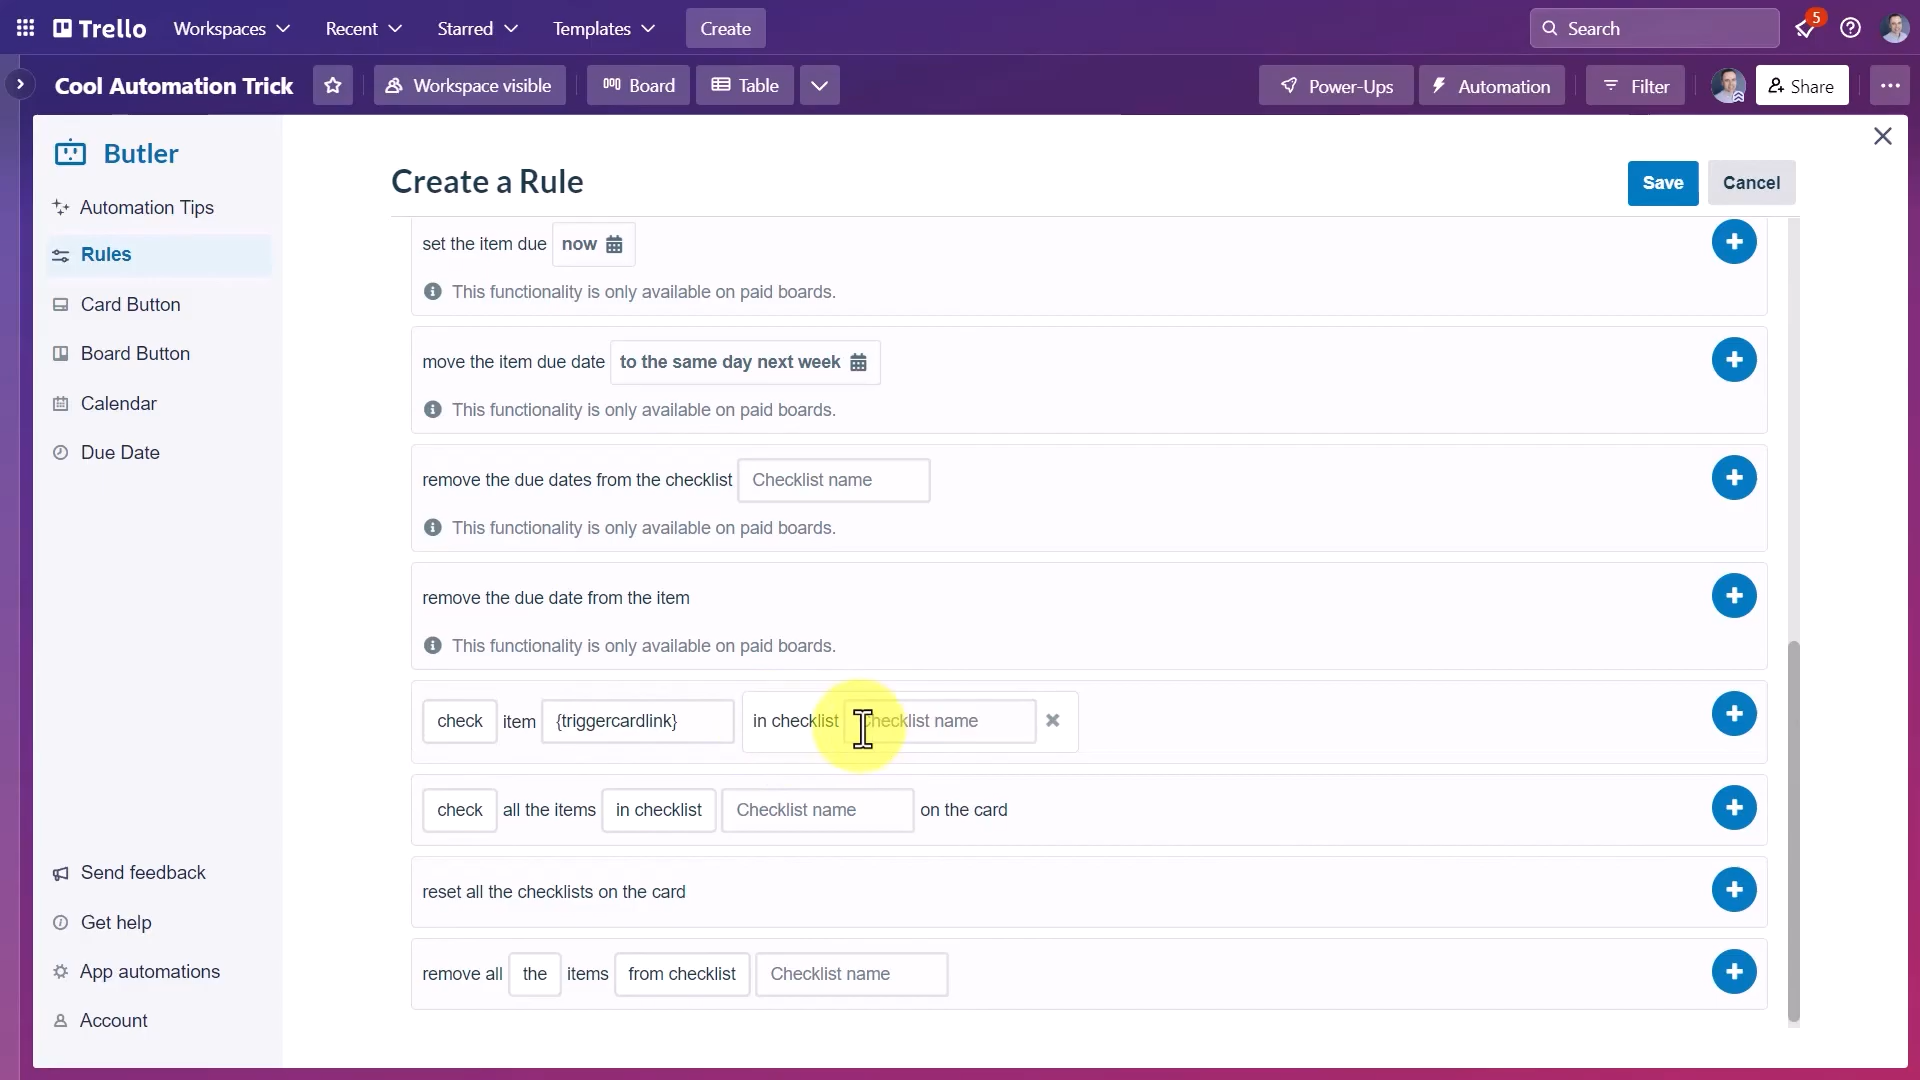 Trello Workspaces Recent Starred Templates Create Search 5
Cool Automation Trick Workspace visible Board Table Power-Ups Automation Filter Share
Butler
Automation Tips
Rules
Card Button
Board Button
Calendar
Due Date
Send feedback
Get help
App automations
Account
Create a Rule Save Cancel
set the item due now
This functionality is only available on paid boards.
move the item due date to the same day next week
This functionality is only available on paid boards.
remove the due dates from the checklist Checklist name
This functionality is only available on paid boards.
remove the due date from the item
This functionality is only available on paid boards.
check item {triggercardlink} in checklist Checklist name
check all the items in checklist Checklist name on the card
reset all the checklists on the card
remove all the items from checklist Checklist name